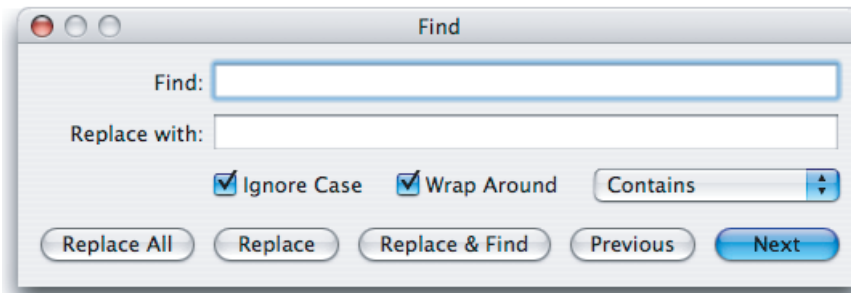 Find
Find:
Replace with:
Ignore Case Wrap Around Contains
Replace All Replace Replace & Find Previous Next